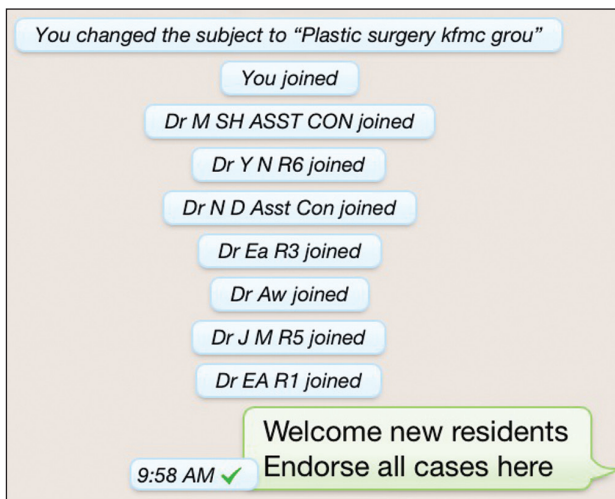 You changed the subject to “Plastic surgery kfmc grou”
You joined
Dr M SH ASST CON joined
Dr Y N R6 joined
Dr N D Asst Con joined
Dr Ea R3 joined
Dr Aw joined
Dr J M R5 joined
Dr EA R1 joined
Welcome new residents
Endorse all cases here
9:58 AM